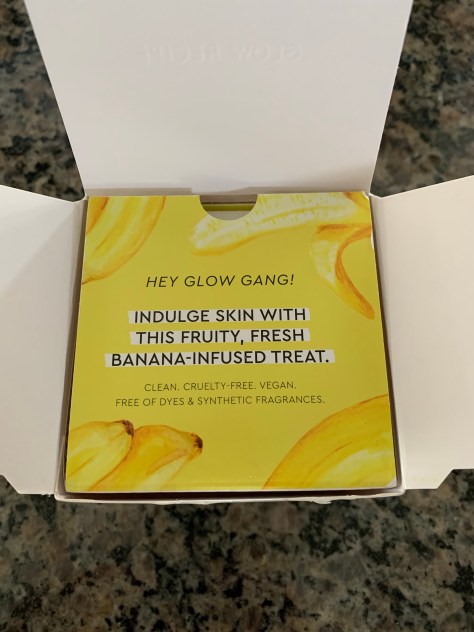 HEY GLOW GANG!
INDULGE SKIN WITH
THIS FRUITY, FRESH
BANANA-INFUSED TREAT.
CLEAN. CRUELTY-FREE. VEGAN.
FREE OF DYES & SYNTHETIC FRAGRANCES.